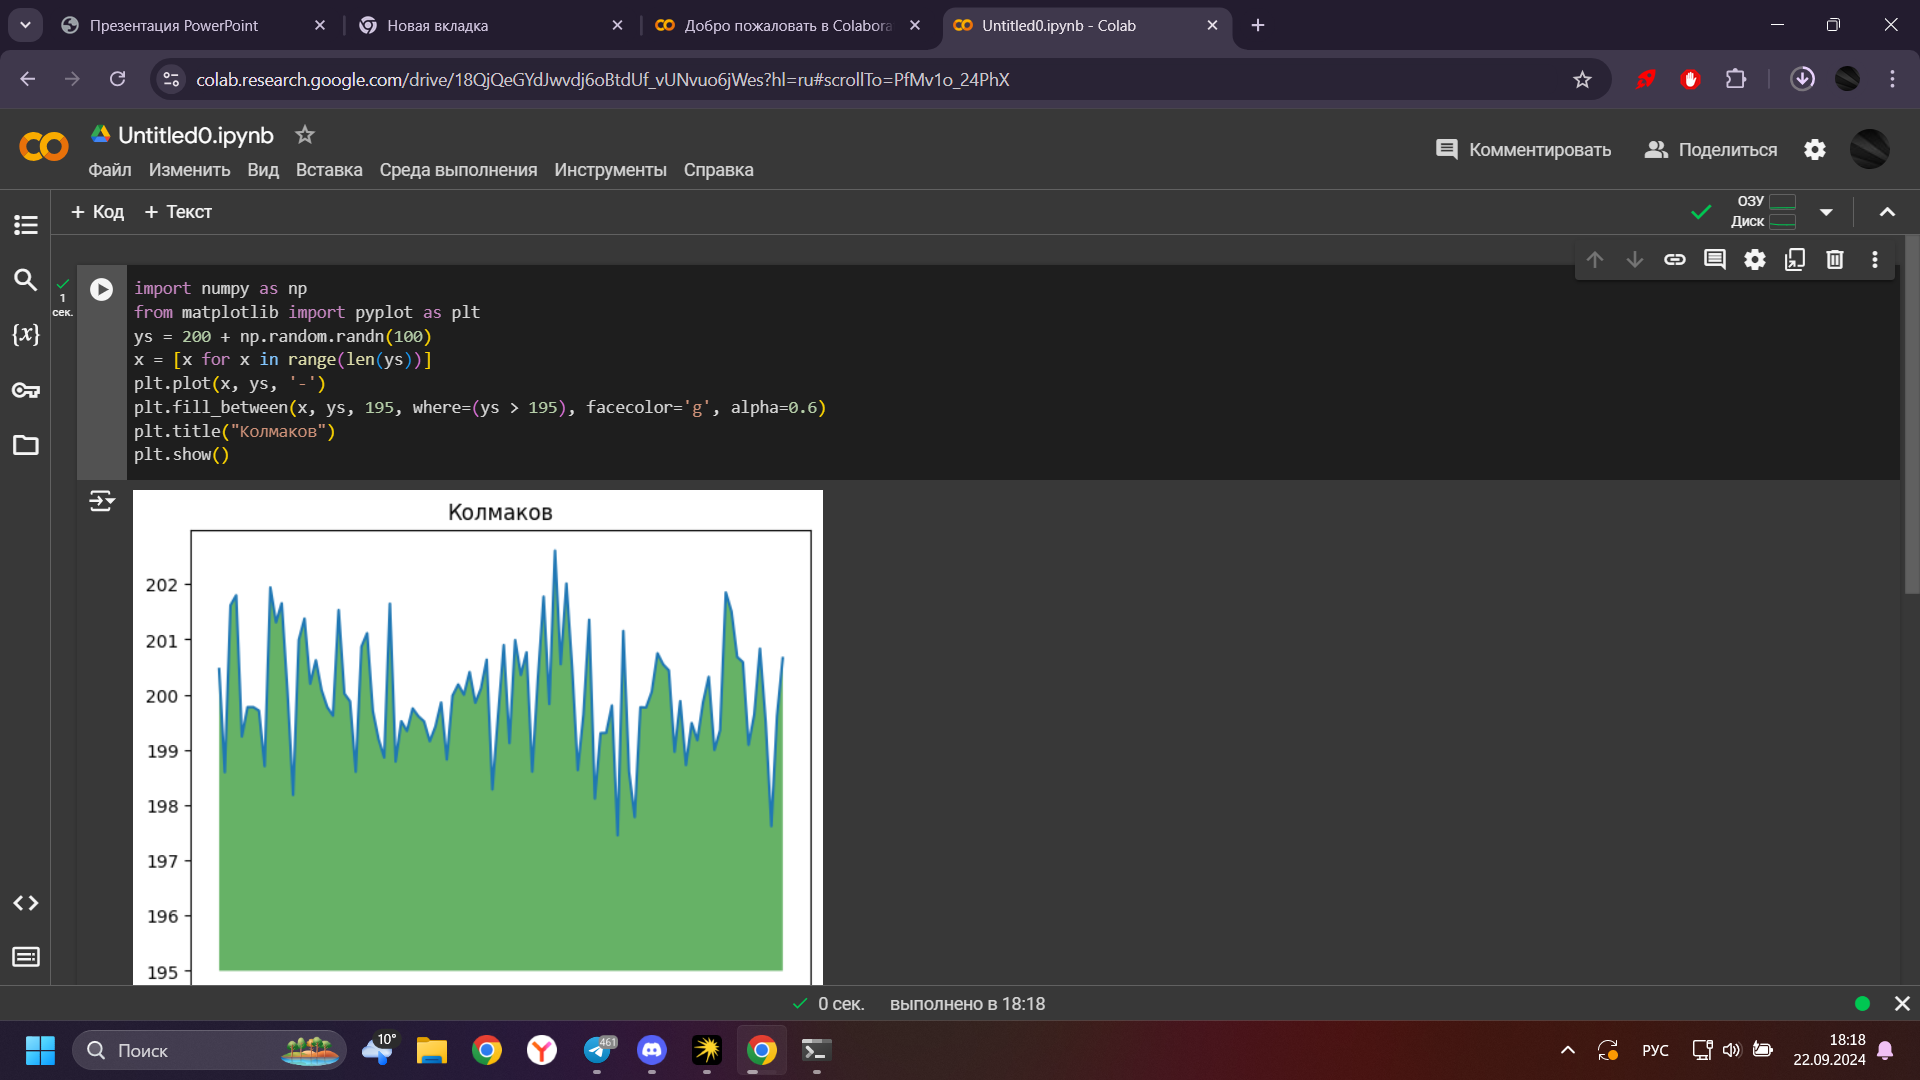 Презентация PowerPoint
Новая вкладка
Добро пожаловать в Colabora
Untitled0.ipynb - Colab
colab.research.google.com/drive/18QjQeGYdJwvdj6oBtdUf_vUNvuo6jWes?hl=ru#scrollTo=PfMv1o_24PhX
Untitled0.ipynb
Файл Изменить Вид Вставка Среда выполнения Инструменты Справка
Комментировать
Поделиться
+ Код + Текст
ОЗУ
Диск
{x}
1
сек.
import numpy as np
from matplotlib import pyplot as plt
ys = 200 + np.random.randn(100)
x = [x for x in range(len(ys))]
plt.plot(x, ys, '-')
plt.fill_between(x, ys, 195, where=(ys > 195), facecolor='g', alpha=0.6)
plt.title("Колмаков")
plt.show()
Колмаков
202
201
200
199
198
197
196
195
0 сек. выполнено в 18:18
Поиск
10°
461
РУС
18:18
22.09.2024